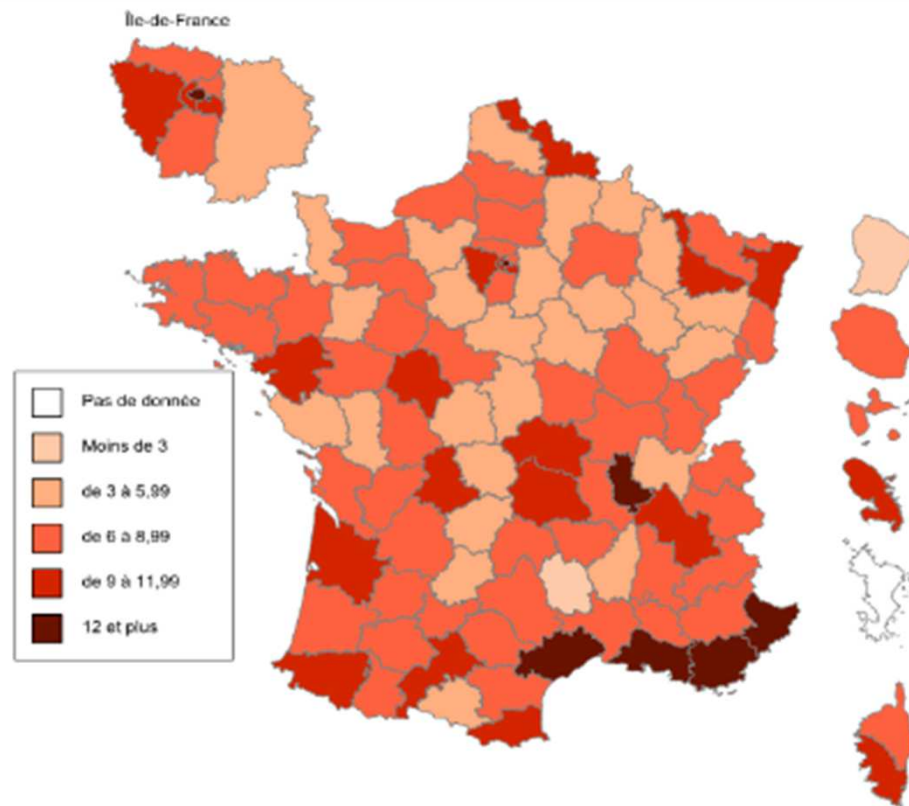 Île-de-France
Pas de donnée
Moins de 3
de 3 à 5,99
de 6 à 8,99
de 9 à 11,99
12 et plus